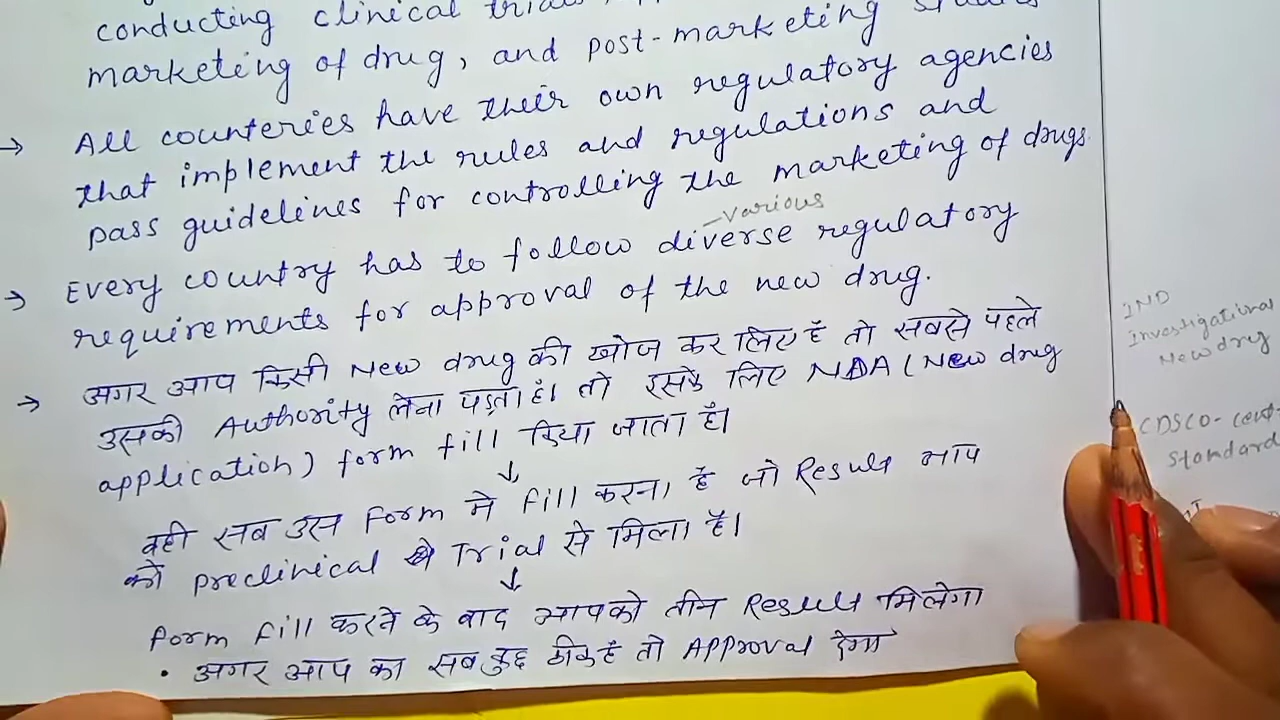 conducting clinical trials
marketing of drug, and post-marketing studies
→ All counteries have their own regulatory agencies
that implement the rules and regulations and
pass guidelines for controlling the marketing of drugs.
various
→ Every country has to follow diverse regulatory
requirements for approval of the new drug.
→ अगर आप किसी New drug की खोज कर लिए हैं तो सबसे पहले
उसकी Authority लेना पड़ता हैं। तो इसके लिए NDA (New drug
application) form fill किया जाता हैं।
↓
वही सब उस Form में fill करना है जो Result आप
को preclinical Trial से मिला हैं।
↓
form fill करने के बाद आपको तीन Result मिलेगा
• अगर आप का सब कुछ ठीक हैं तो Approval देगा
IND
Investigational
New drug
CDSCO-cent
Standard